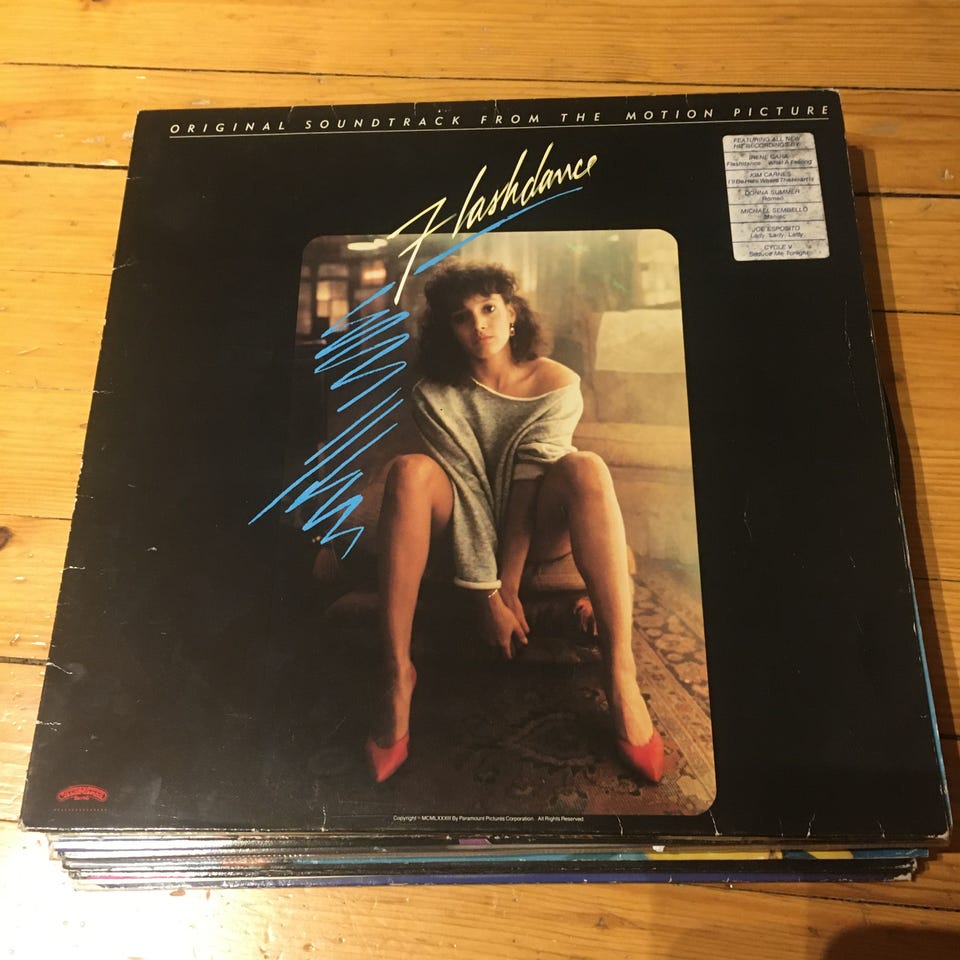 ORIGINAL SOUNDTRACK FROM THE MOTION PICTURE
Flashdance
FEATURING ALL NEW
HIT RECORDINGS BY
IRENE CARA
Flashdance What A Feeling
KIM CARNES
I'll Be Here Where The Heart Is
DONNA SUMMER
Romeo
MICHAEL SEMBELLO
Maniac
JOE ESPOSITO
Lady, Lady, Lady
CYCLE V
Seduce Me Tonight
Casablanca
Copyright MCMLXXXIII By Paramount Pictures Corporation. All Rights Reserved.